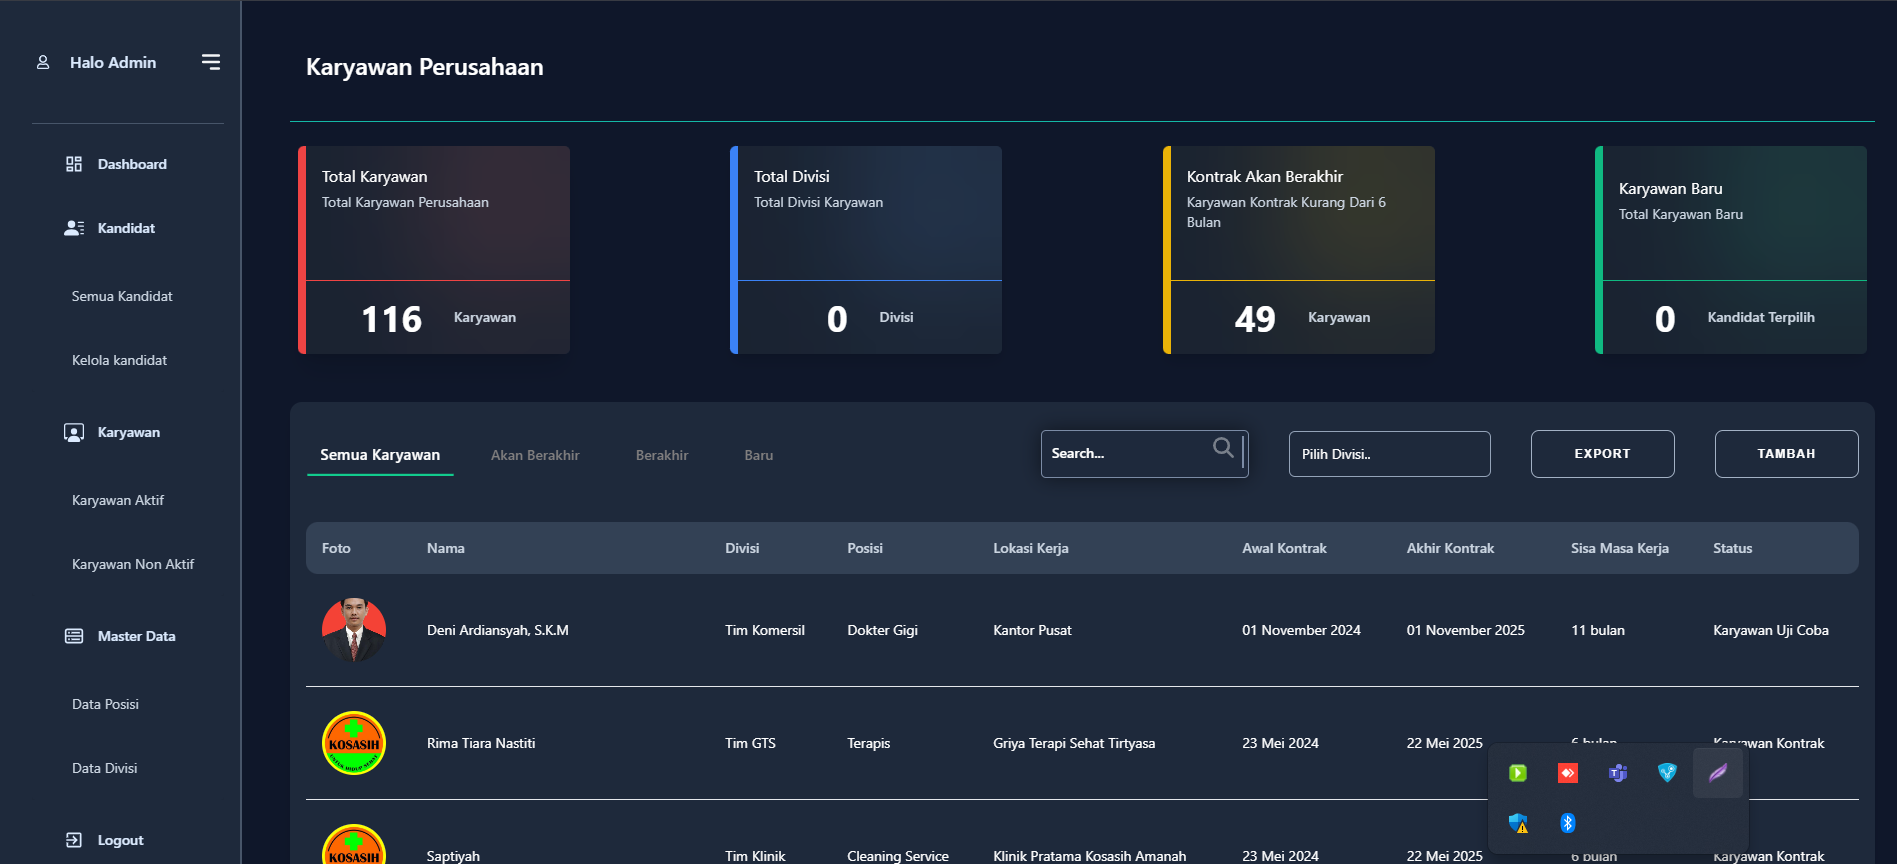 Halo Admin
Dashboard
Kandidat
Semua Kandidat
Kelola kandidat
Karyawan
Karyawan Aktif
Karyawan Non Aktif
Master Data
Data Posisi
Data Divisi
Logout
Karyawan Perusahaan
Total Karyawan
Total Karyawan Perusahaan
116 Karyawan
Total Divisi
Total Divisi Karyawan
0 Divisi
Kontrak Akan Berakhir
Karyawan Kontrak Kurang Dari 6
Bulan
49 Karyawan
Karyawan Baru
Total Karyawan Baru
0 Kandidat Terpilih
Semua Karyawan Akan Berakhir Berakhir Baru Search... Pilih Divisi.. EXPORT TAMBAH
Foto Nama Divisi Posisi Lokasi Kerja Awal Kontrak Akhir Kontrak Sisa Masa Kerja Status
Deni Ardiansyah, S.K.M Tim Komersil Dokter Gigi Kantor Pusat 01 November 2024 01 November 2025 11 bulan Karyawan Uji Coba
KOSASIH
UNTUK HIDUP SEHAT
Rima Tiara Nastiti Tim GTS Terapis Griya Terapi Sehat Tirtyasa 23 Mei 2024 22 Mei 2025 6 bulan Karyawan Kontrak
KOSASIH
Saptiyah Tim Klinik Cleaning Service Klinik Pratama Kosasih Amanah 23 Mei 2024 22 Mei 2025 6 bulan Karyawan Kontrak